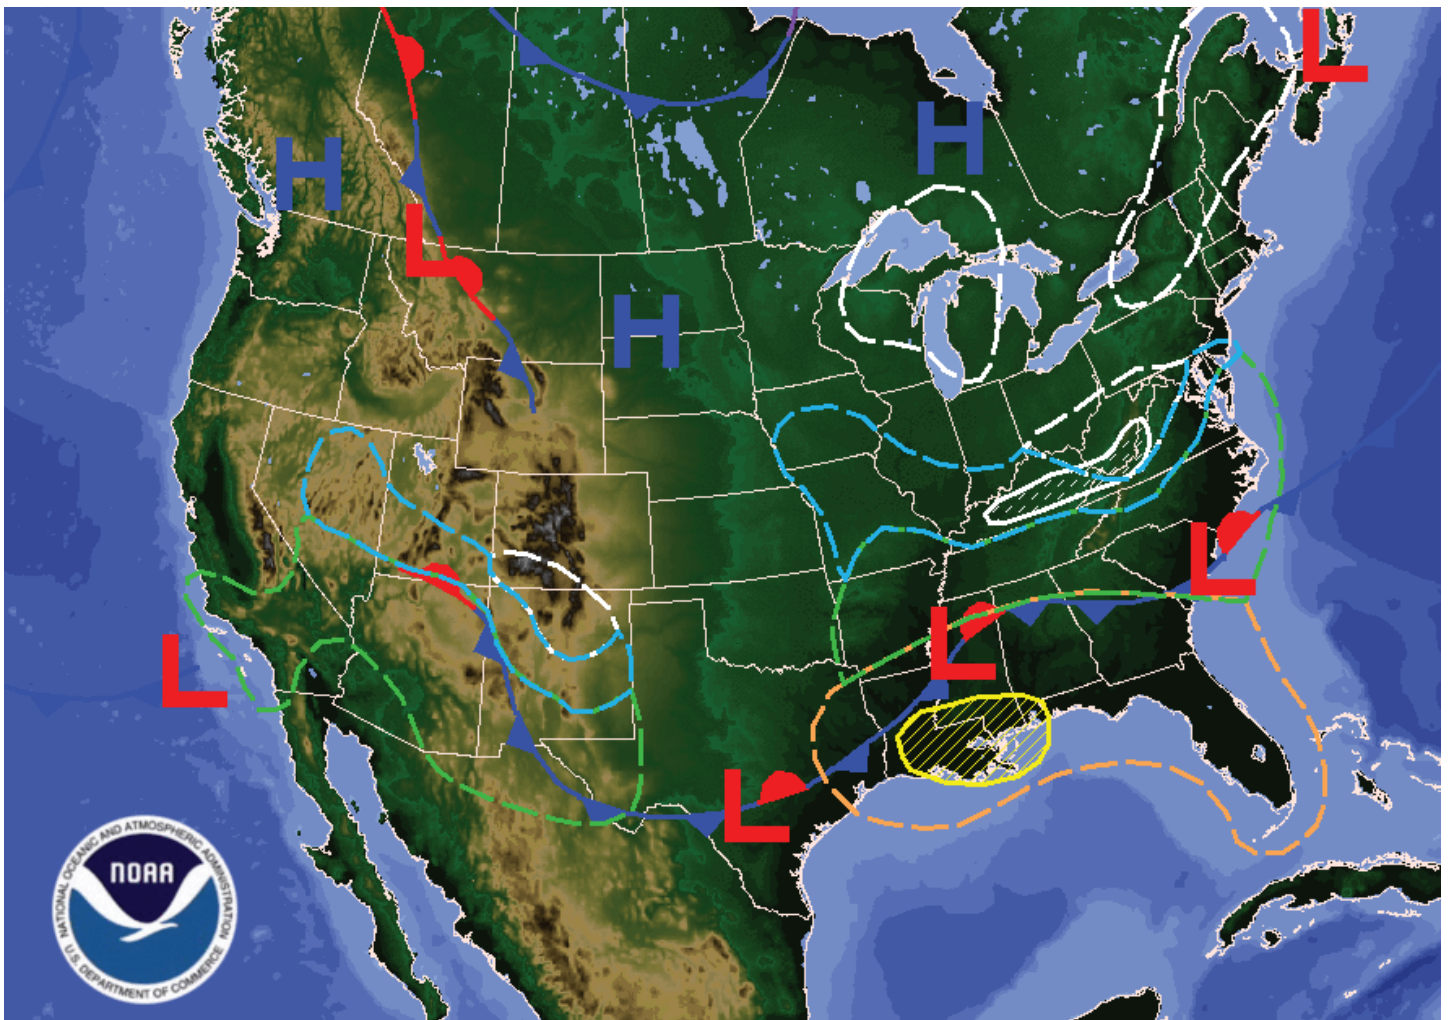 H
H
H
L
L
L
L
L
L
NATIONAL OCEANIC AND ATMOSPHERIC ADMINISTRATION
NOAA
U.S. DEPARTMENT OF COMMERCE